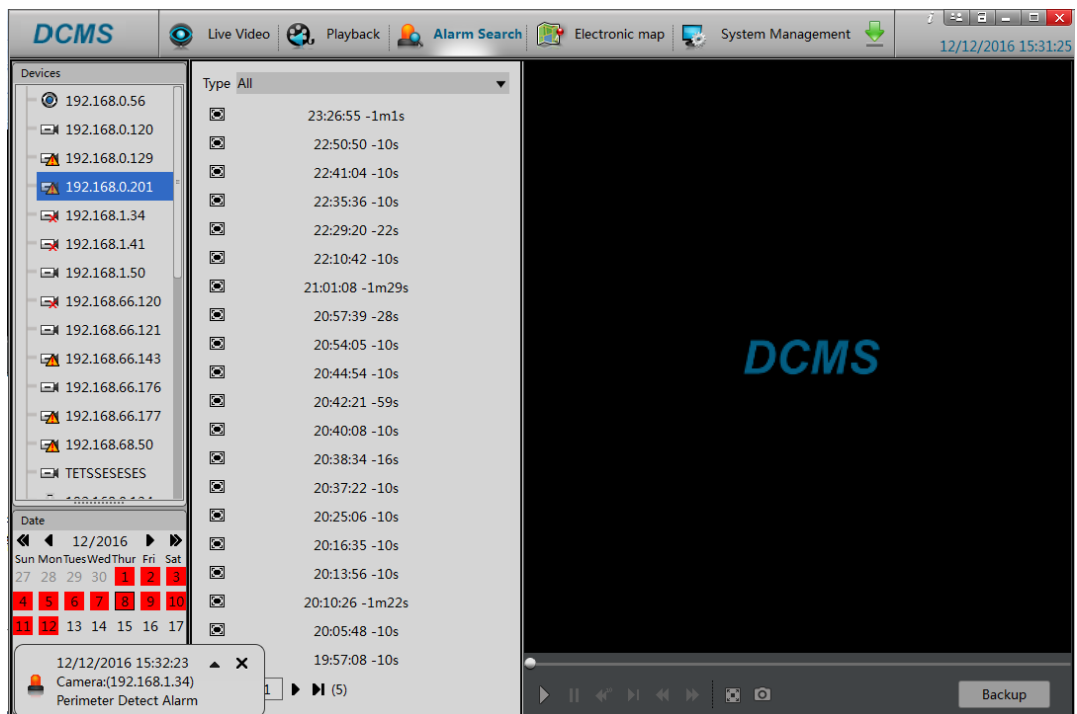 DCMS
Live Video
Playback
Alarm Search
Electronic map
System Management
12/12/2016 15:31:25
Devices
192.168.0.56
192.168.0.120
192.168.0.129
192.168.0.201
192.168.1.34
192.168.1.41
192.168.1.50
192.168.66.120
192.168.66.121
192.168.66.143
192.168.66.176
192.168.66.177
192.168.68.50
TETSSESESES
Date
12/2016
Sun Mon Tues Wed Thur Fri Sat
27 28 29 30 1 2 3
4 5 6 7 8 9 10
11 12 13 14 15 16 17
12/12/2016 15:32:23
Camera:(192.168.1.34)
Perimeter Detect Alarm
Type All
23:26:55 -1m1s
22:50:50 -10s
22:41:04 -10s
22:35:36 -10s
22:29:20 -22s
22:10:42 -10s
21:01:08 -1m29s
20:57:39 -28s
20:54:05 -10s
20:44:54 -10s
20:42:21 -59s
20:40:08 -10s
20:38:34 -16s
20:37:22 -10s
20:25:06 -10s
20:16:35 -10s
20:13:56 -10s
20:10:26 -1m22s
20:05:48 -10s
19:57:08 -10s
1 (5)
DCMS
Backup